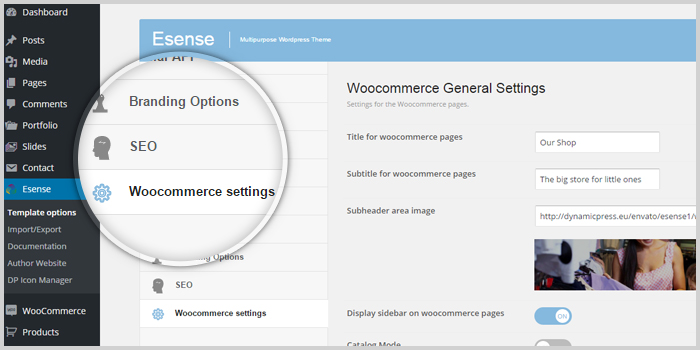 Dashboard
Posts
Media
Pages
Comments
Portfolio
Slides
Contact
Esense
Template options
Import/Export
Documentation
Author Website
DP Icon Manager
WooCommerce
Products
Esense
Multipurpose Wordpress Theme
Branding Options
SEO
Woocommerce settings
Options
SEO
Woocommerce settings
Woocommerce General Settings
Settings for the Woocommerce pages.
Title for woocommerce pages
Our Shop
Subtitle for woocommerce pages
The big store for little ones
Subheader area image
http://dynamicpress.eu/envato/esense1/
Display sidebar on woocommerce pages
ON
Catalog Mode